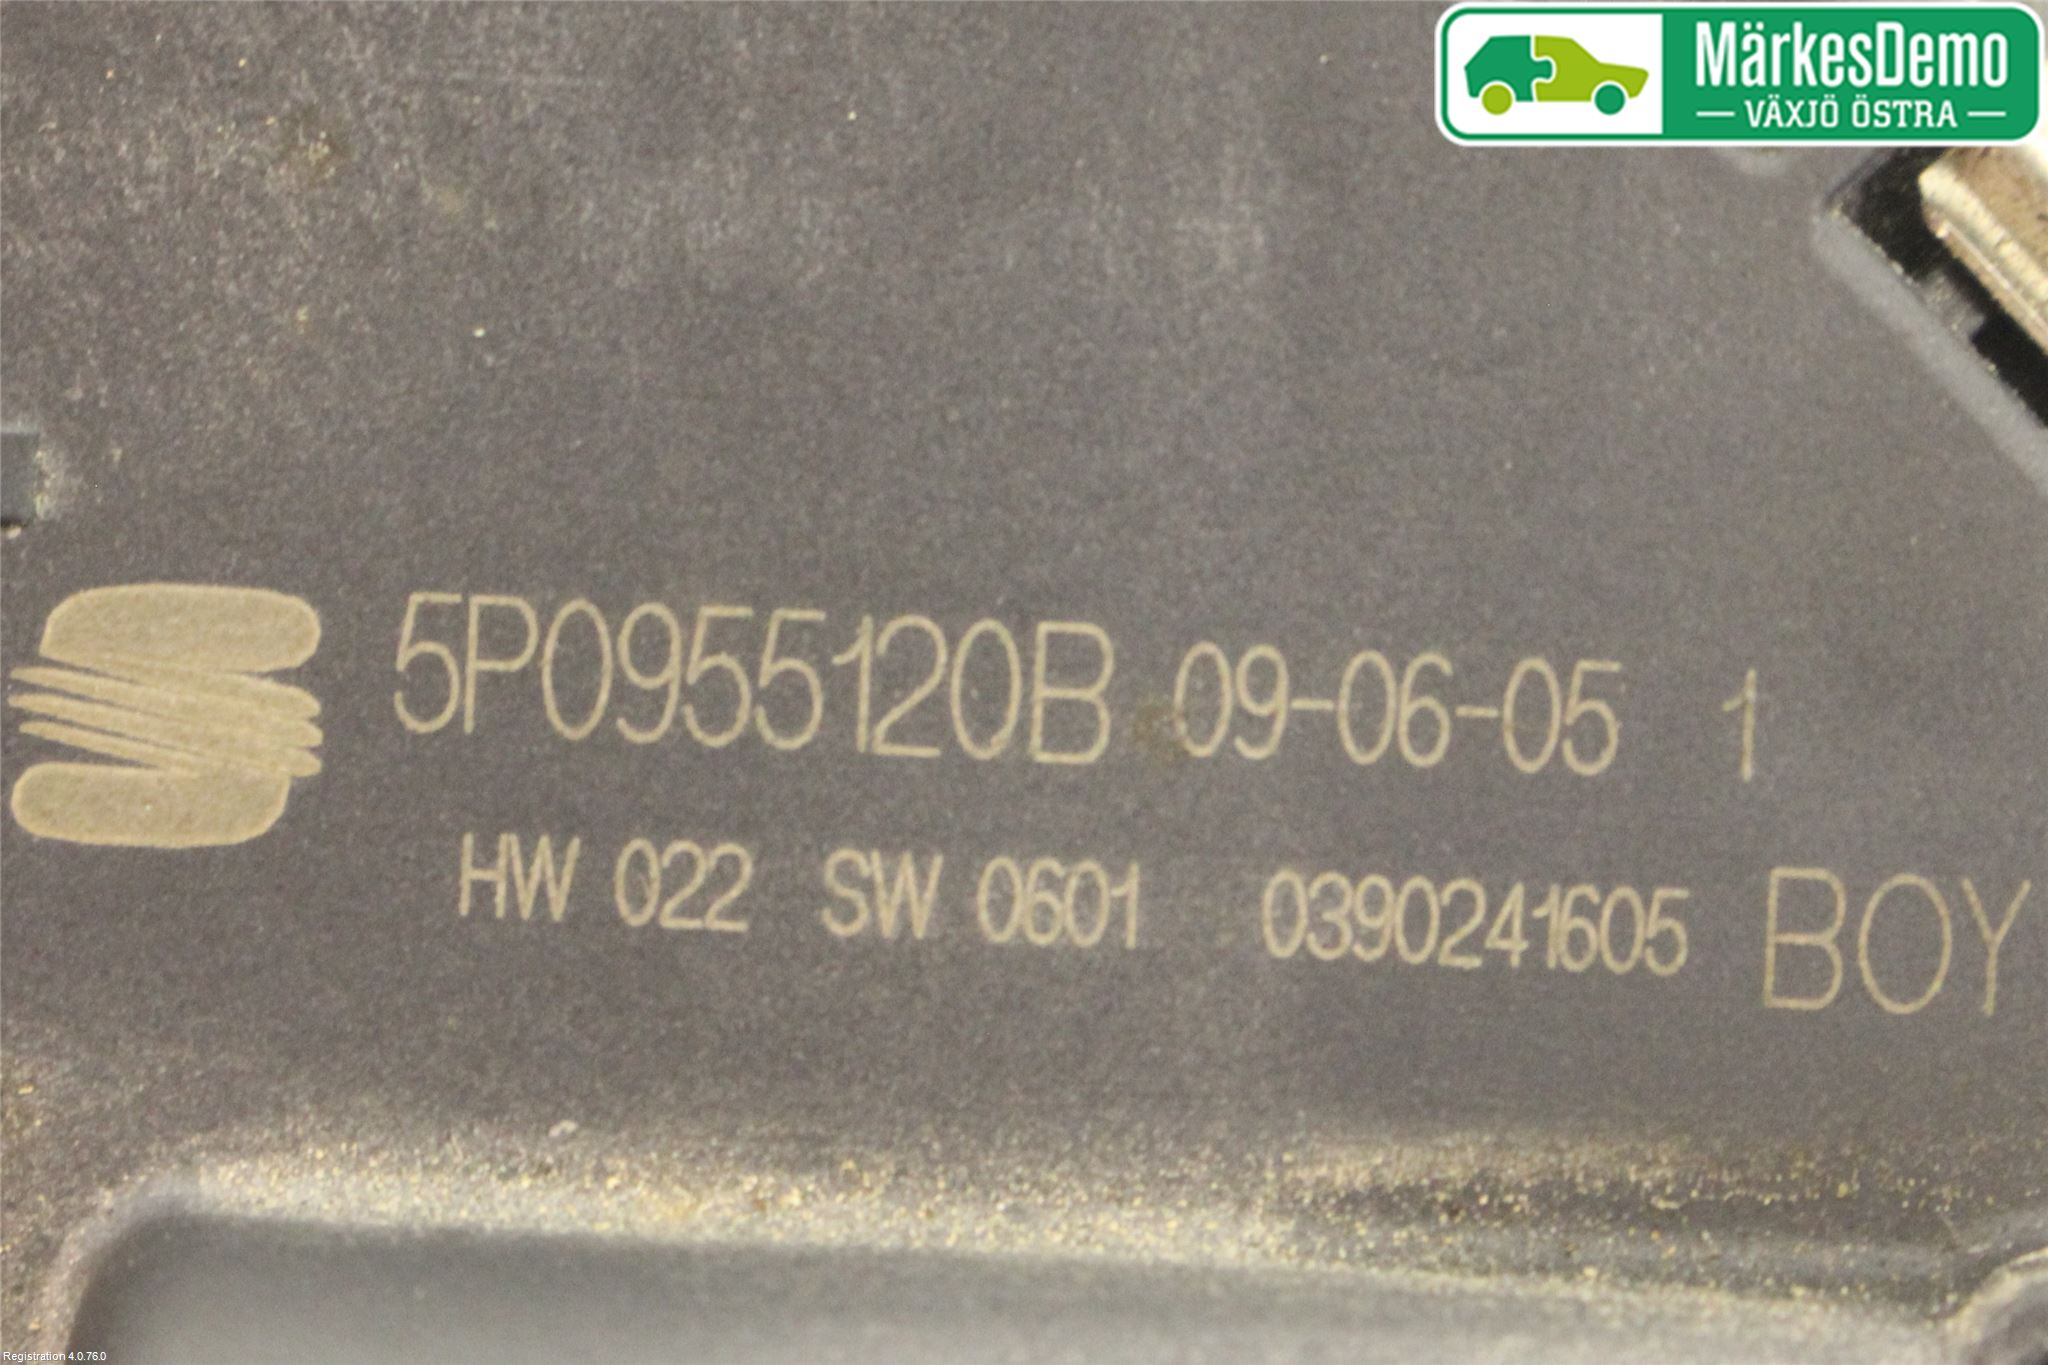 MärkesDemo
VÄXJÖ ÖSTRA
5P0955120B 09-06-05 1
HW 022 SW 0601 0390241605 BOY
Registration 4.0.76.0